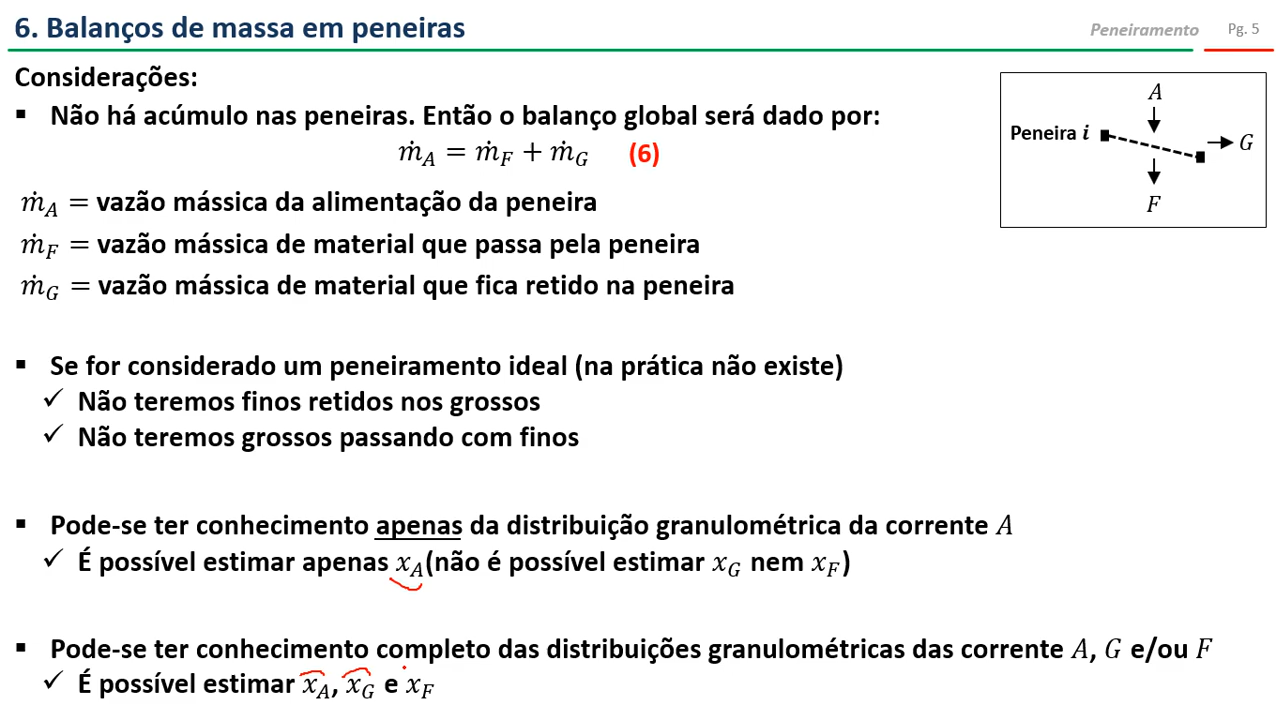 6. Balanços de massa em peneiras
Peneiramento
Pg. 5
Considerações:
▪ Não há acúmulo nas peneiras. Então o balanço global será dado por:
ṁ_A = ṁ_F + ṁ_G (6)
ṁ_A = vazão mássica da alimentação da peneira
ṁ_F = vazão mássica de material que passa pela peneira
ṁ_G = vazão mássica de material que fica retido na peneira
A
Peneira i
G
F
▪ Se for considerado um peneiramento ideal (na prática não existe)
✓ Não teremos finos retidos nos grossos
✓ Não teremos grossos passando com finos
▪ Pode-se ter conhecimento apenas da distribuição granulométrica da corrente A
✓ É possível estimar apenas x_A(não é possível estimar x_G nem x_F)
▪ Pode-se ter conhecimento completo das distribuições granulométricas das corrente A, G e/ou F
✓ É possível estimar x_A, x_G e x_F